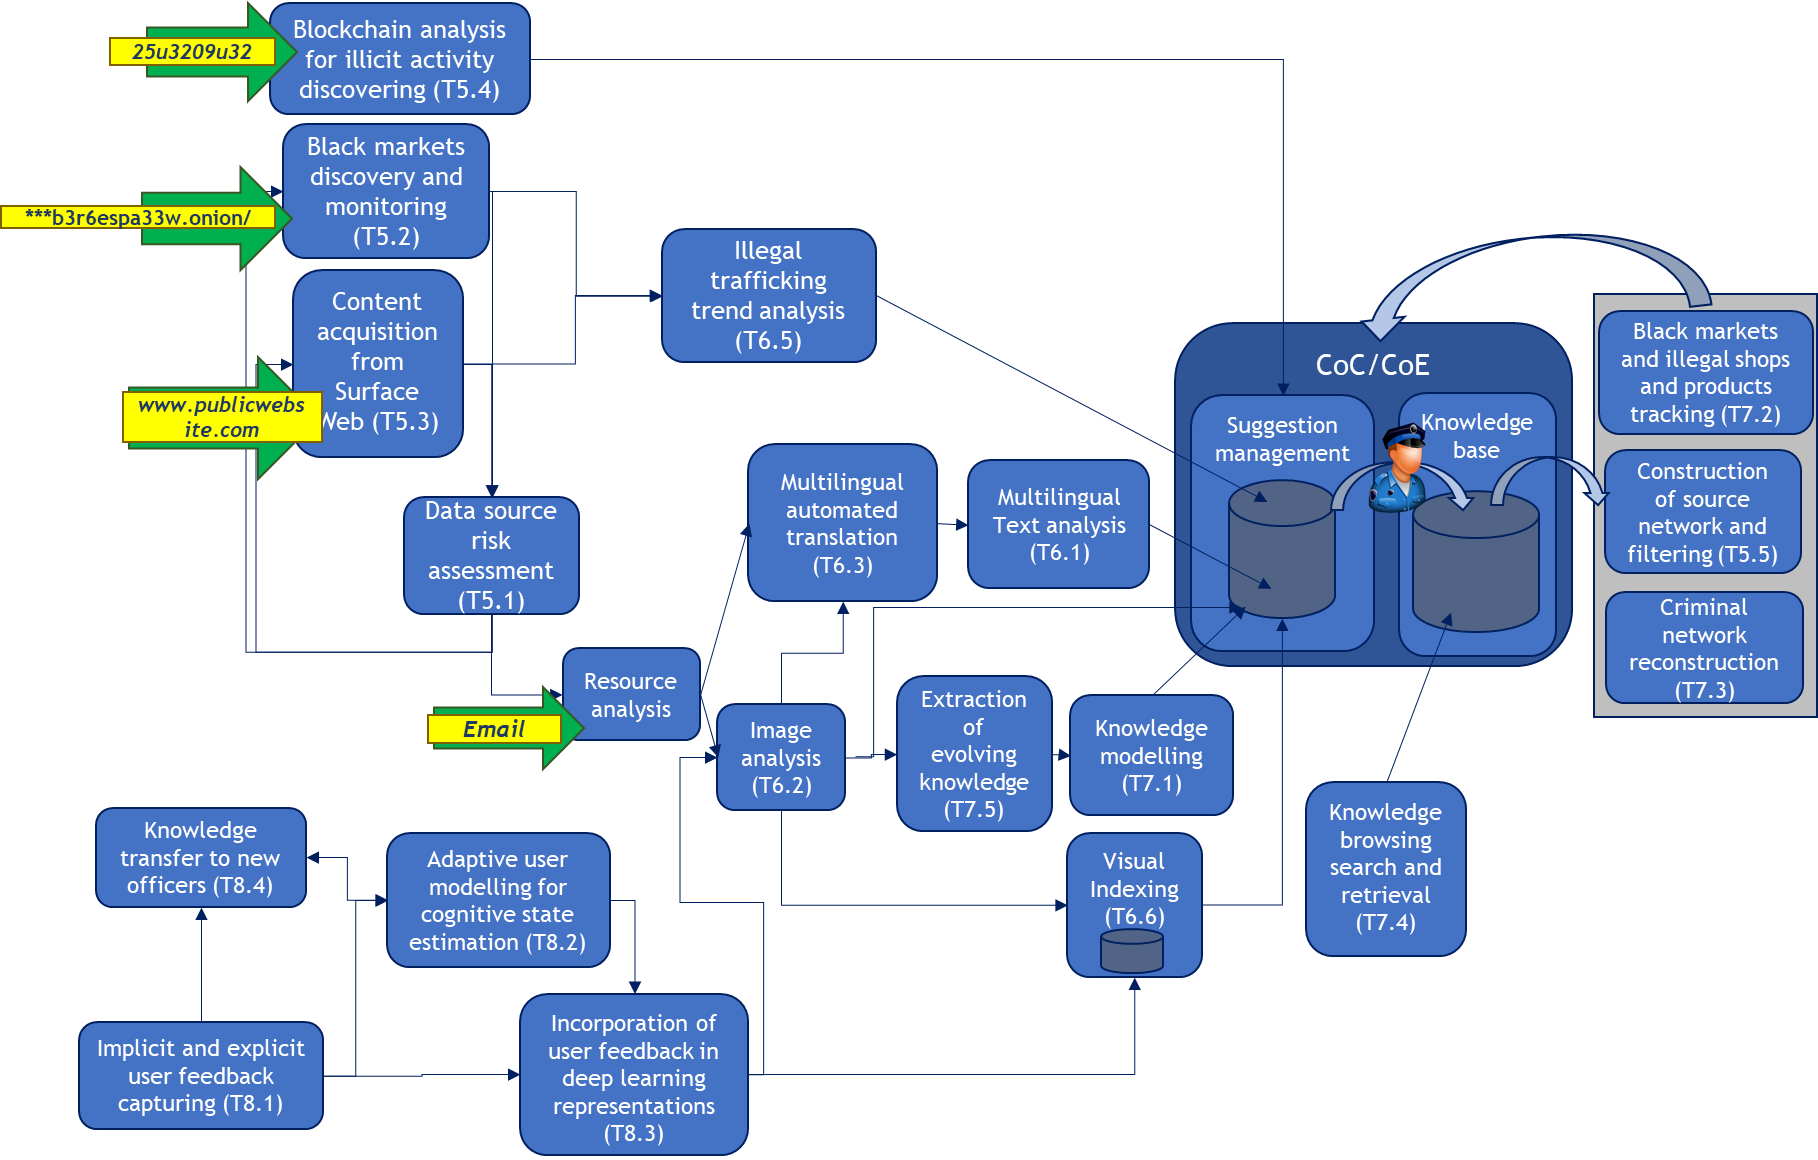 Blockchain analysis
for illicit activity
discovering (T5.4)
25u3209u32
Black markets
discovery and
monitoring
(T5.2)
***b3r6espa33w.onion/
Content
acquisition
from
Surface
Web (T5.3)
www.publicwebs
ite.com
Illegal
trafficking
trend analysis
(T6.5)
Data source
risk
assessment
(T5.1)
Multilingual
automated
translation
(T6.3)
Multilingual
Text analysis
(T6.1)
CoC/CoE
Suggestion
management
Knowledge
base
Black markets
and illegal shops
and products
tracking (T7.2)
Construction
of source
network and
filtering (T5.5)
Criminal
network
reconstruction
(T7.3)
Resource
analysis
Email
Image
analysis
(T6.2)
Extraction
of
evolving
knowledge
(T7.5)
Knowledge
modelling
(T7.1)
Knowledge
browsing
search and
retrieval
(T7.4)
Visual
Indexing
(T6.6)
Knowledge
transfer to new
officers (T8.4)
Adaptive user
modelling for
cognitive state
estimation (T8.2)
Implicit and explicit
user feedback
capturing (T8.1)
Incorporation of
user feedback in
deep learning
representations
(T8.3)